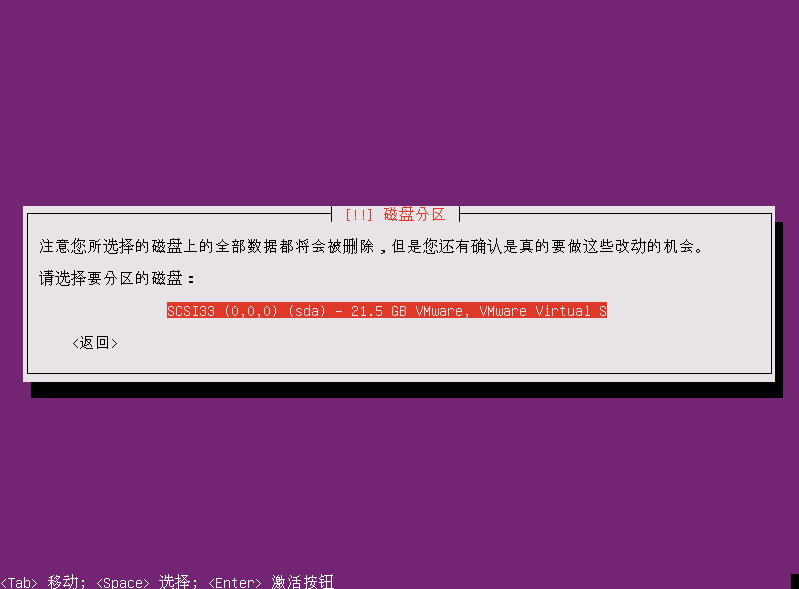 [!!] 磁盘分区
注意您所选择的磁盘上的全部数据都将会被删除，但是您还有确认是真的要做这些改动的机会。
请选择要分区的磁盘：
SCSI33 (0,0,0) (sda) - 21.5 GB VMware, VMware Virtual S
<返回>
<Tab> 移动; <Space> 选择; <Enter> 激活按钮